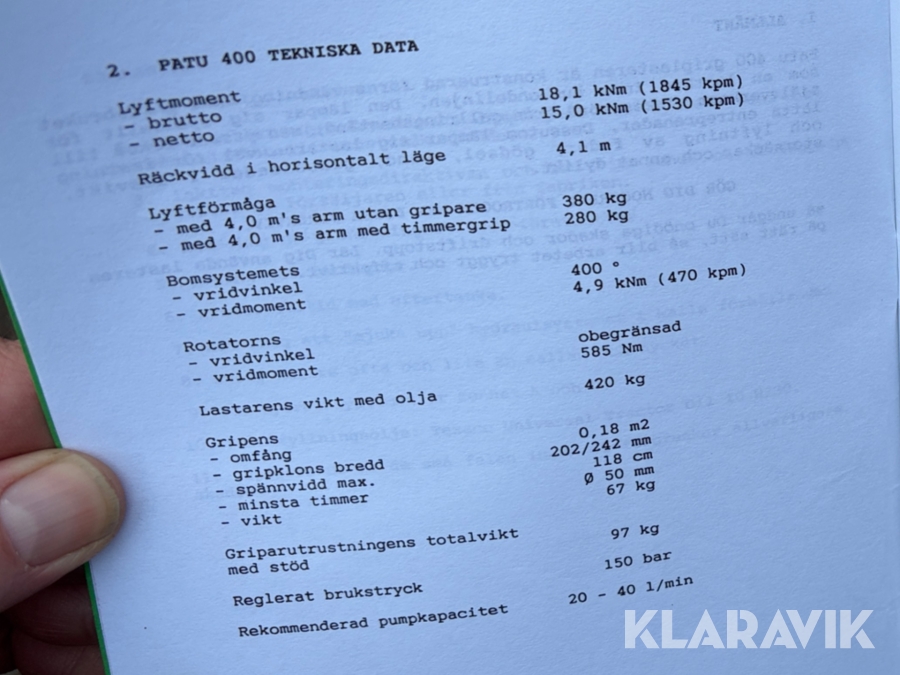 2. PATU 400 TEKNISKA DATA
Lyftmoment
- brutto 18,1 kNm (1845 kpm)
- netto 15,0 kNm (1530 kpm)
Räckvidd i horisontalt läge 4,1 m
Lyftförmåga
- med 4,0 m's arm utan gripare 380 kg
- med 4,0 m's arm med timmergrip 280 kg
Bomsystemets
- vridvinkel 400 °
- vridmoment 4,9 kNm (470 kpm)
Rotatorns
- vridvinkel obegränsad
- vridmoment 585 Nm
Lastarens vikt med olja 420 kg
Gripens
- omfång 0,18 m2
- gripklons bredd 202/242 mm
- spännvidd max. 118 cm
- minsta timmer Ø 50 mm
- vikt 67 kg
Griparutrustningens totalvikt 97 kg
med stöd
Reglerat brukstryck 150 bar
Rekommenderad pumpkapacitet 20 - 40 l/min
KLARAVIK